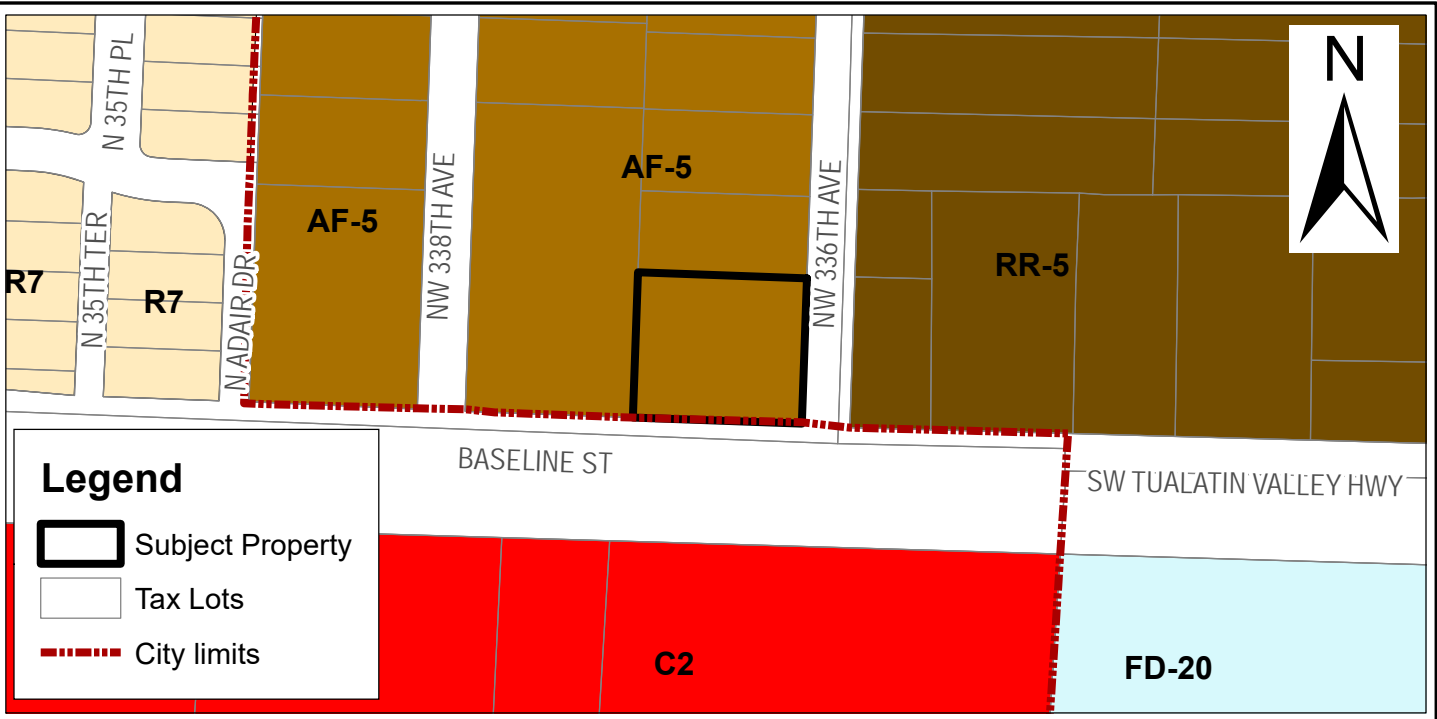 N 35TH PL
N
AF-5
NW 338TH AVE
NW 336TH AVE
AF-5
N 35TH TER
RR-5
R7
R7
N ADAIR DR
BASELINE ST
SW TUALATIN VALLEY HWY
Legend
Subject Property
Tax Lots
City limits
C2
FD-20